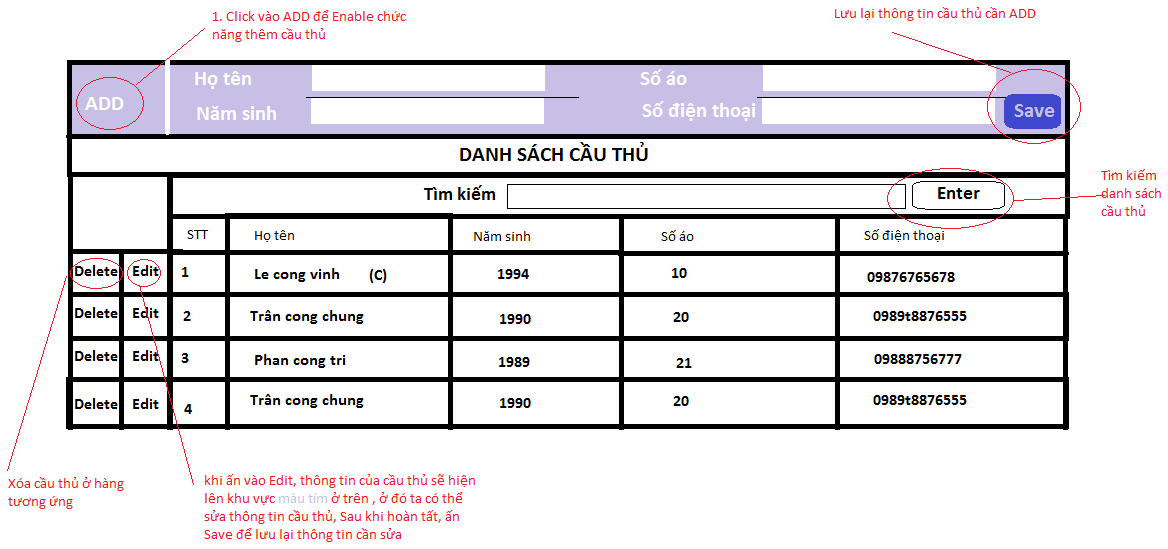 1. Click vào ADD để Enable chức
năng thêm cầu thủ
Lưu lại thông tin cầu thủ cần ADD
ADD
Họ tên
Số áo
Năm sinh
Số điện thoại
Save
DANH SÁCH CẦU THỦ
Tìm kiếm
Enter
Tìm kiếm
danh sách
cầu thủ
STT Họ tên Năm sinh Số áo Số điện thoại
Delete Edit 1 Le cong vinh (C) 1994 10 09876765678
Delete Edit 2 Trân cong chung 1990 20 0989t8876555
Delete Edit 3 Phan cong tri 1989 21 09888756777
Delete Edit 4 Trân cong chung 1990 20 0989t8876555
Xóa cầu thủ ở hàng
tương ứng
khi ấn vào Edit, thông tin của cầu thủ sẽ hiện
lên khu vực màu tím ở trên , ở đó ta có thể
sửa thông tin cầu thủ, Sau khi hoàn tất, ấn
Save để lưu lại thông tin cần sửa